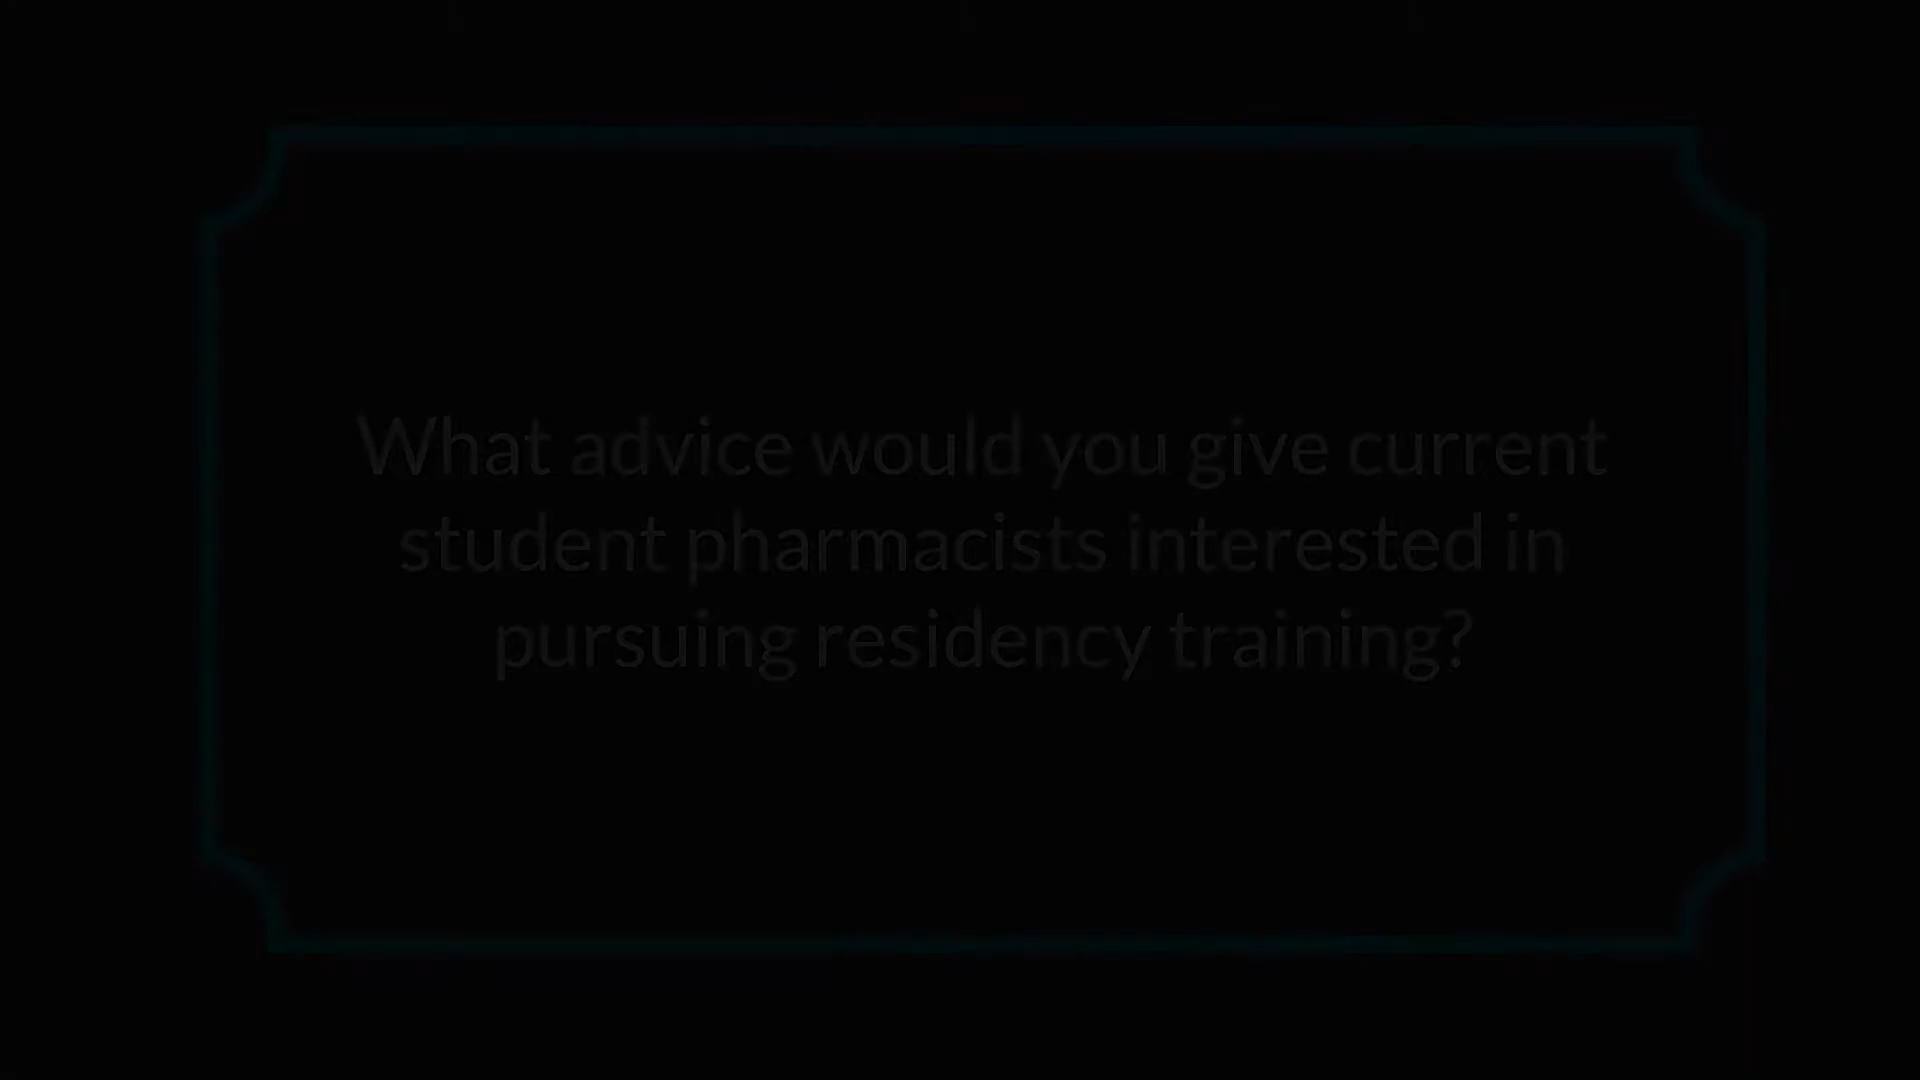 What advice would you give current
student pharmacists interested in
pursuing residency training?